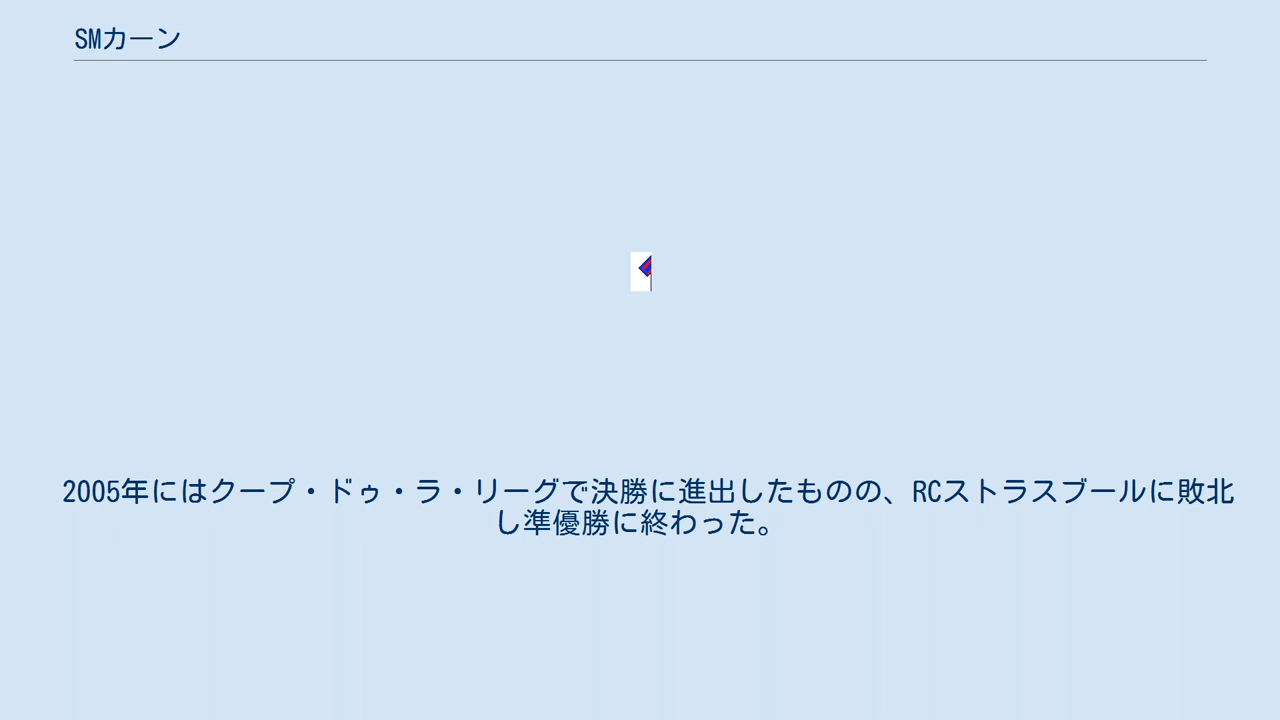 SMカーン
2005年にはクープ・ドゥ・ラ・リーグで決勝に進出したものの、RCストラスブールに敗北
し準優勝に終わった。